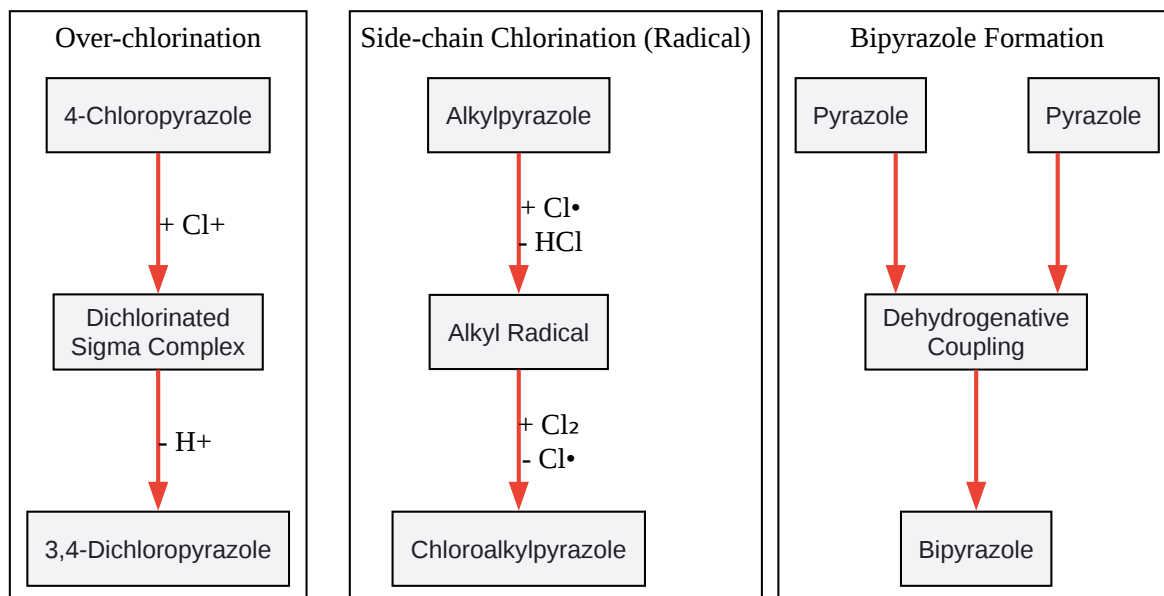 Over-chlorination
4-Chloropyrazole
+ Cl+
Dichlorinated
Sigma Complex
- H+
3,4-Dichloropyrazole
Side-chain Chlorination (Radical)
Alkylpyrazole
+ Cl•
- HCl
Alkyl Radical
+ Cl₂
- Cl•
Chloroalkylpyrazole
Bipyrazole Formation
Pyrazole
Pyrazole
Dehydrogenative
Coupling
Bipyrazole